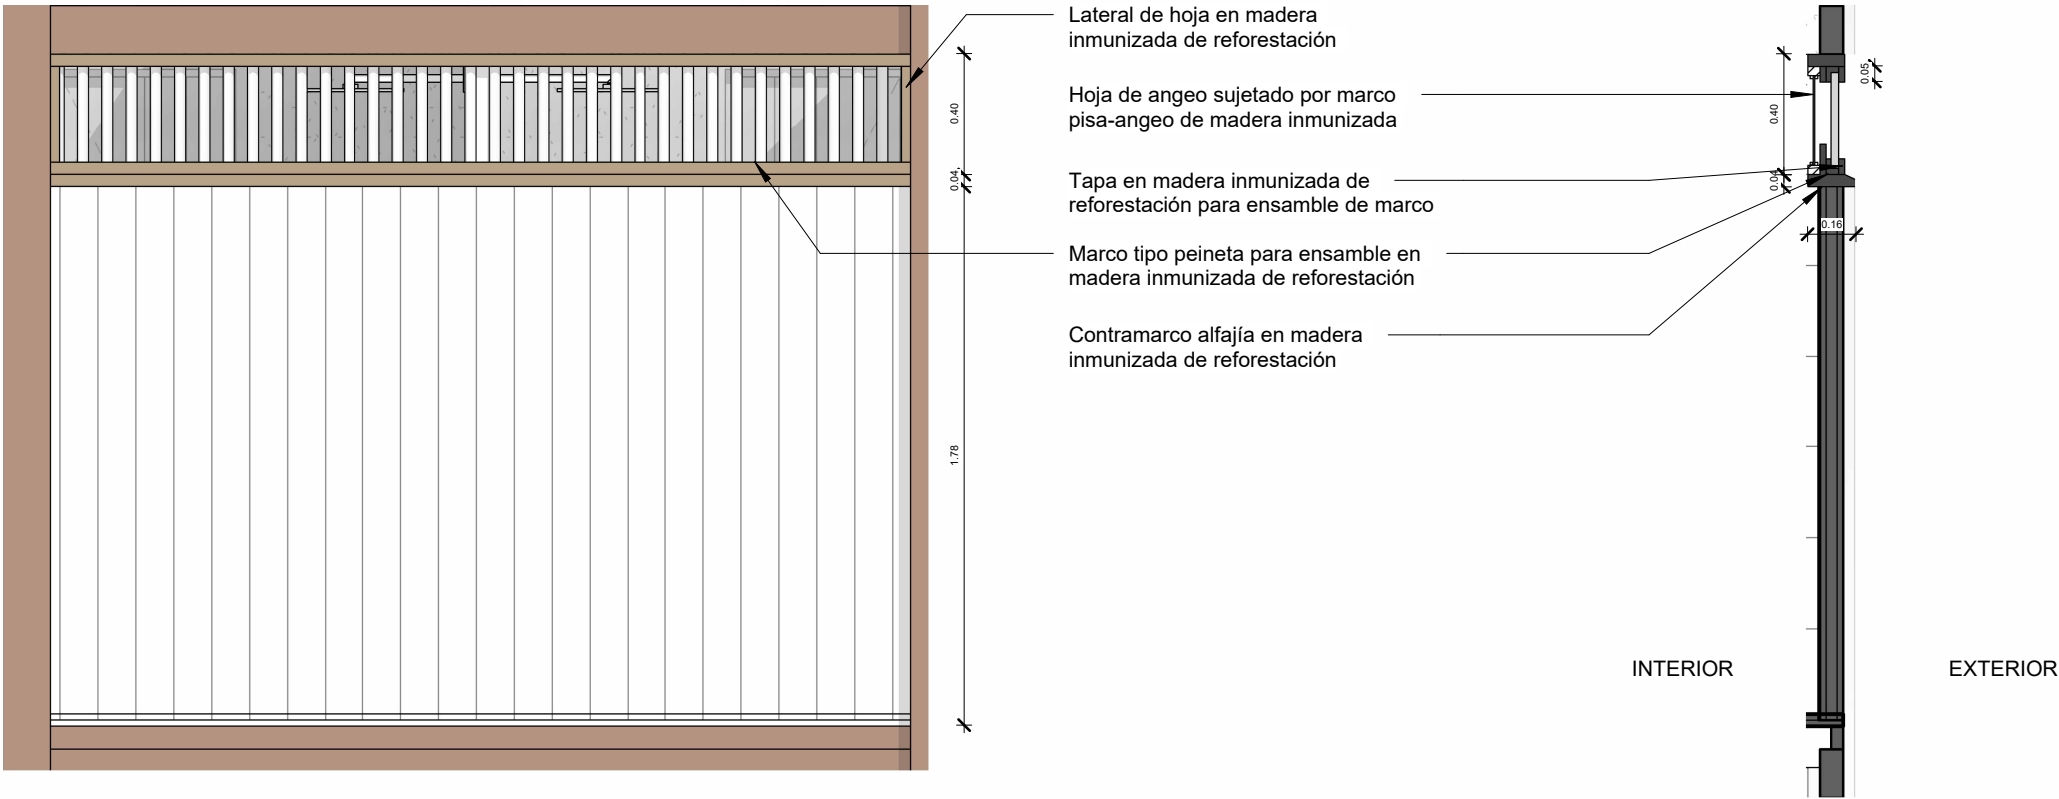 Lateral de hoja en madera
inmunizada de reforestación
Hoja de angeo sujetado por marco
pisa-angeo de madera inmunizada
Tapa en madera inmunizada de
reforestación para ensamble de marco
Marco tipo peineta para ensamble en
madera inmunizada de reforestación
Contramarco alfajía en madera
inmunizada de reforestación
0.40
0.04
1.78
0.40
0.04
0.05
0.16
INTERIOR
EXTERIOR